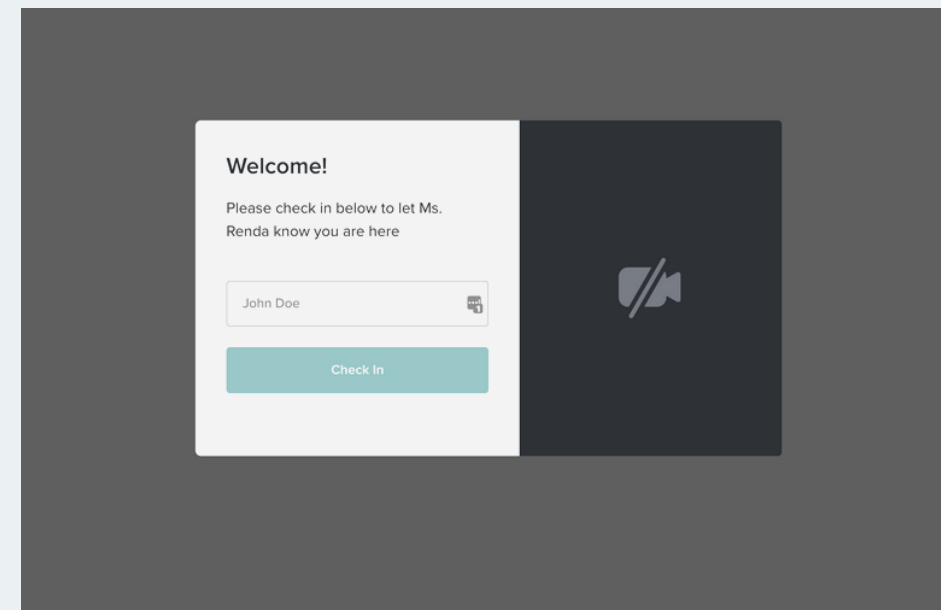 Welcome!
Please check in below to let Ms.
Renda know you are here
John Doe
Check In